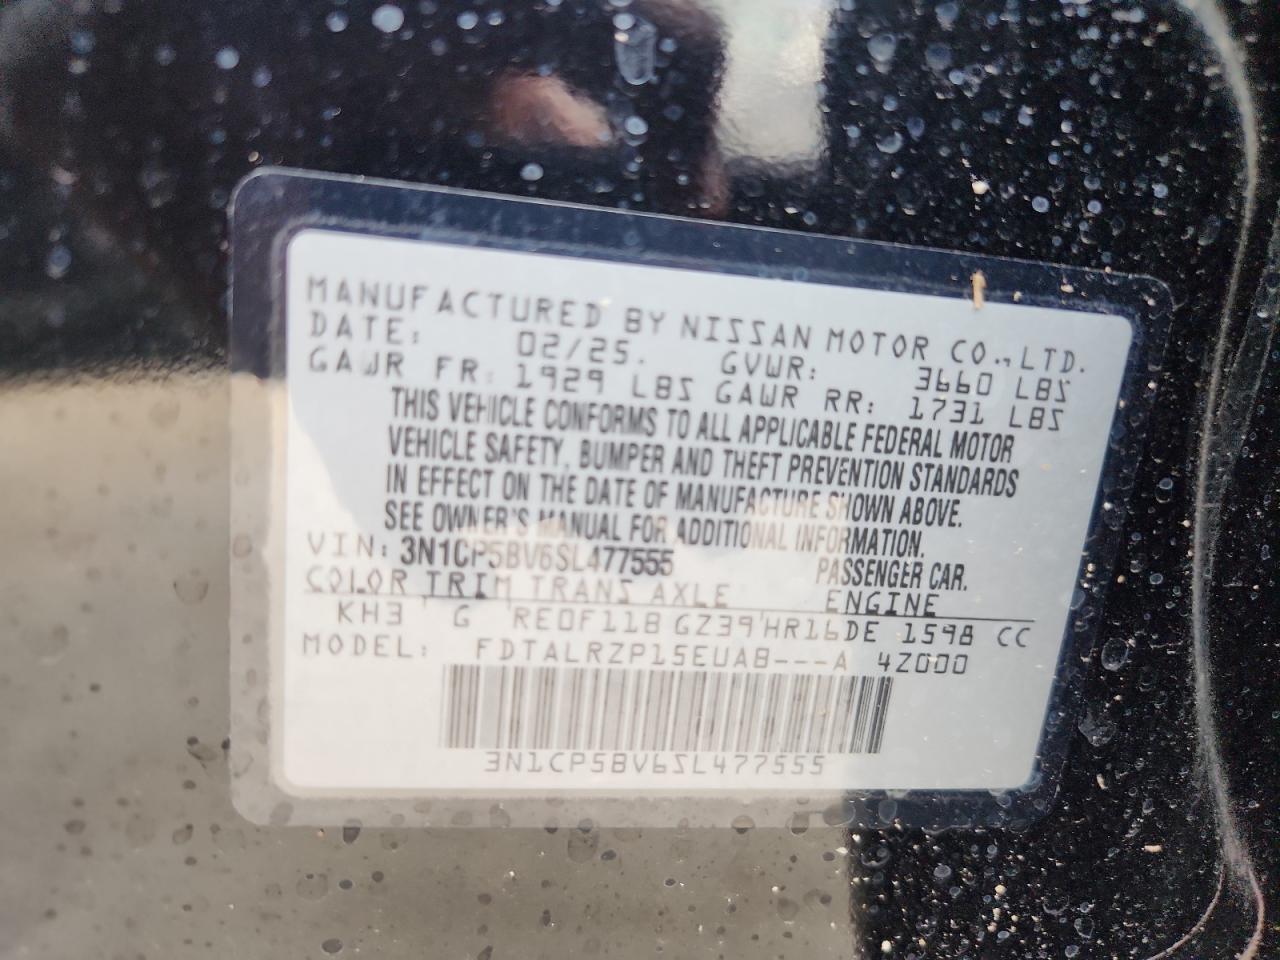 MANUFACTURED BY NISSAN MOTOR CO.,LTD.
DATE: 02/25. GVWR: 3660 LBS
GAWR FR: 1929 LBS GAWR RR: 1731 LBS
THIS VEHICLE CONFORMS TO ALL APPLICABLE FEDERAL MOTOR
VEHICLE SAFETY, BUMPER AND THEFT PREVENTION STANDARDS
IN EFFECT ON THE DATE OF MANUFACTURE SHOWN ABOVE.
SEE OWNER'S MANUAL FOR ADDITIONAL INFORMATION.
VIN: 3N1CP5BV6SL477555 PASSENGER CAR.
COLOR TRIM TRANS AXLE ENGINE
KH3 G RE0F11B GZ39 HR16DE 1598 CC
MODEL: FDTALRZP15EUAB---A 4Z000
3N1CP5BV6SL477555